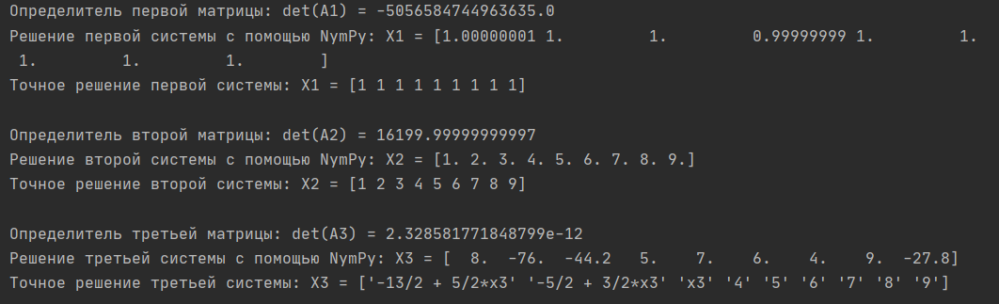 Определитель первой матрицы: det(A1) = -5056584744963635.0
Решение первой системы с помощью NymPy: X1 = [1.00000001 1.         1.         0.99999999 1.         1.
 1.         1.         1.        ]
Точное решение первой системы: X1 = [1 1 1 1 1 1 1 1 1]

Определитель второй матрицы: det(A2) = 16199.99999999997
Решение второй системы с помощью NymPy: X2 = [1. 2. 3. 4. 5. 6. 7. 8. 9.]
Точное решение второй системы: X2 = [1 2 3 4 5 6 7 8 9]

Определитель третьей матрицы: det(A3) = 2.328581771848799e-12
Решение третьей системы с помощью NymPy: X3 = [  8.  -76.  -44.2   5.    7.    6.    4.    9.  -27.8]
Точное решение третьей системы: X3 = ['-13/2 + 5/2*x3' '-5/2 + 3/2*x3' 'x3' '4' '5' '6' '7' '8' '9']